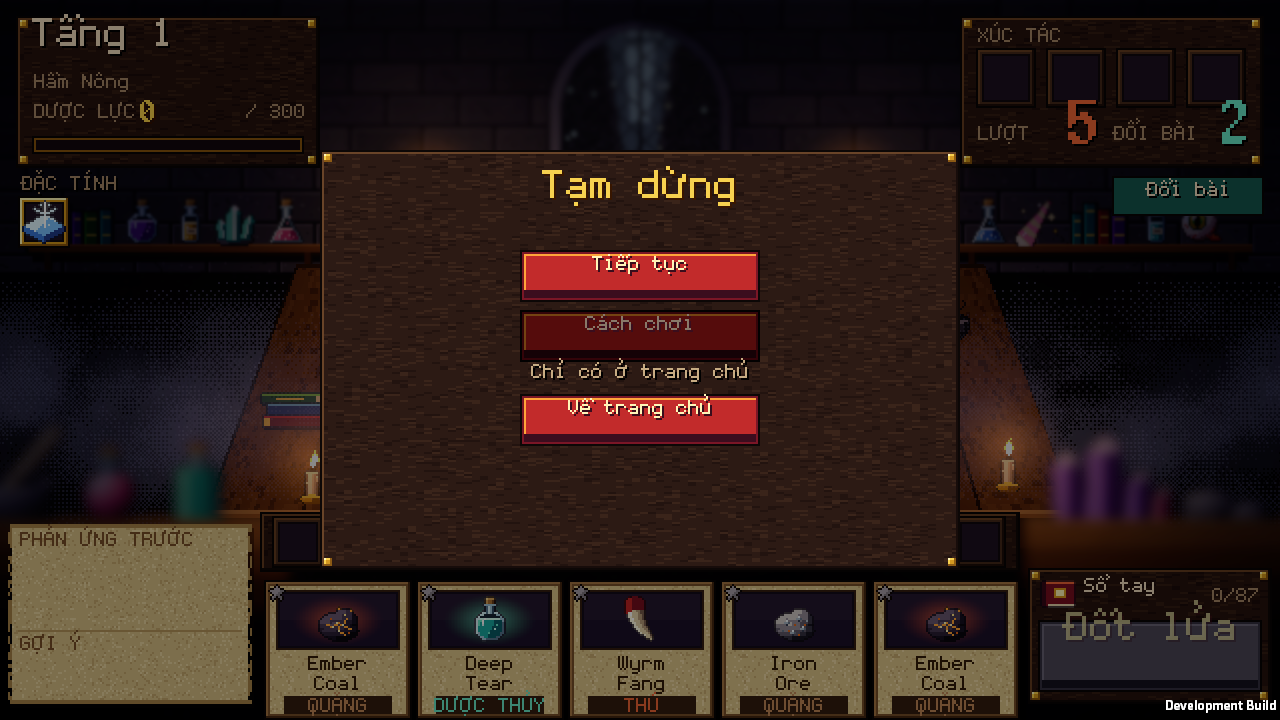 Tầng 1
Hầm Nông
DƯỢC LỰC 0 / 300
ĐẶC TÍNH
XÚC TÁC
LƯỢT 5 ĐỔI BÀI 2
Đổi bài
Tạm dừng
Tiếp tục
Cách chơi
Chỉ có ở trang chủ
Về trang chủ
PHẢN ỨNG TRƯỚC
GỢI Ý
Ember
Coal
QUẶNG
Deep
Tear
DƯỢC THUỶ
Wyrm
Fang
THÚ
Iron
Ore
QUẶNG
Ember
Coal
QUẶNG
Sổ tay
0/87
Đốt lửa
Development Build